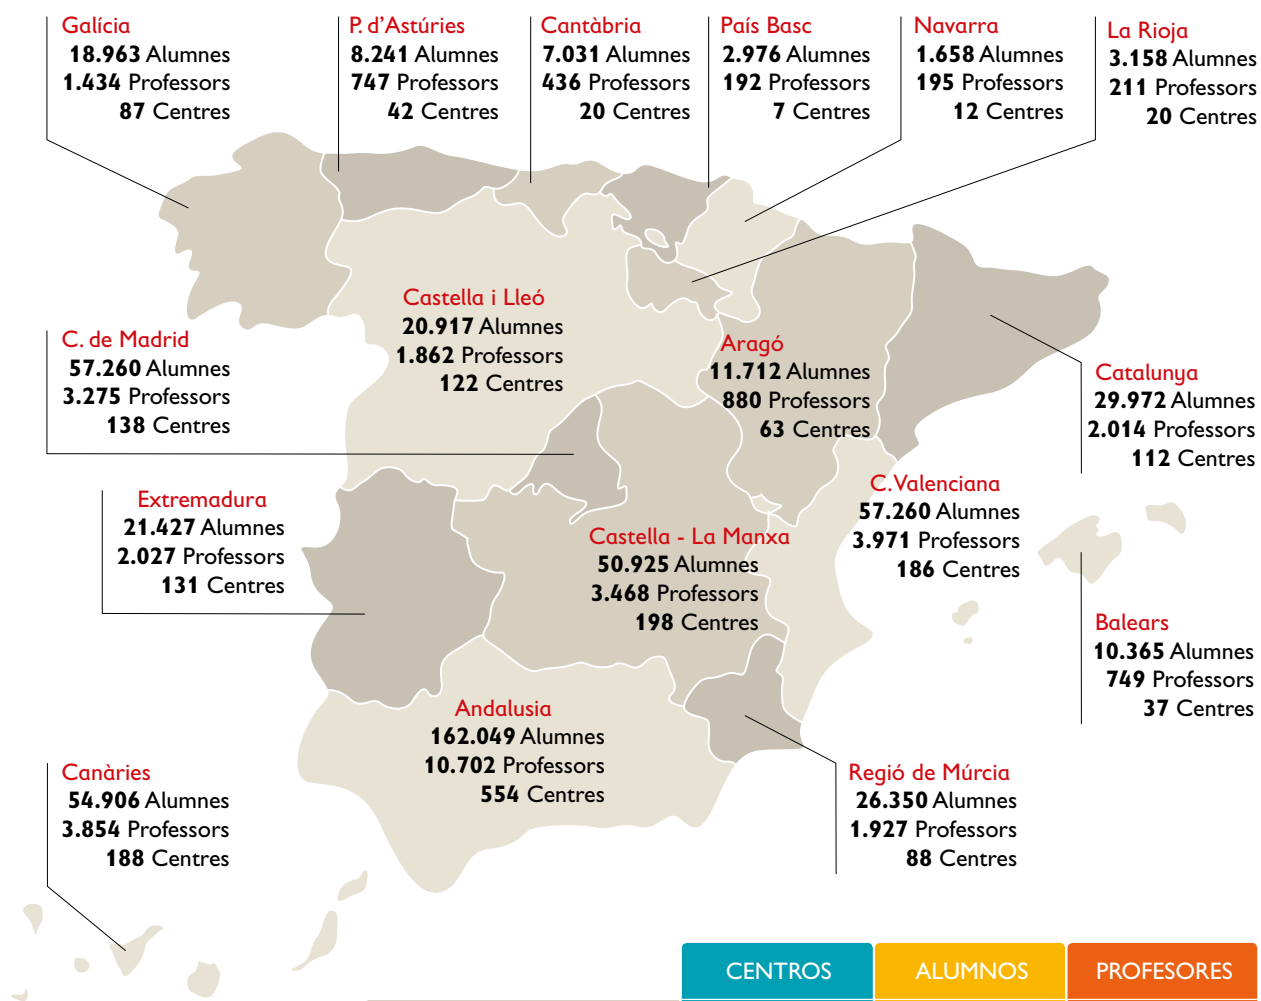 Galícia
18.963 Alumnes
1.434 Professors
87 Centres
P. d'Astúries
8.241 Alumnes
747 Professors
42 Centres
Cantàbria
7.031 Alumnes
436 Professors
20 Centres
País Basc
2.976 Alumnes
192 Professors
7 Centres
Navarra
1.658 Alumnes
195 Professors
12 Centres
La Rioja
3.158 Alumnes
211 Professors
20 Centres
Castella i Lleó
20.917 Alumnes
1.862 Professors
122 Centres
C. de Madrid
57.260 Alumnes
3.275 Professors
138 Centres
Aragó
11.712 Alumnes
880 Professors
63 Centres
Catalunya
29.972 Alumnes
2.014 Professors
112 Centres
Extremadura
21.427 Alumnes
2.027 Professors
131 Centres
Castella - La Manxa
50.925 Alumnes
3.468 Professors
198 Centres
C. Valenciana
57.260 Alumnes
3.971 Professors
186 Centres
Balears
10.365 Alumnes
749 Professors
37 Centres
Andalusia
162.049 Alumnes
10.702 Professors
554 Centres
Canàries
54.906 Alumnes
3.854 Professors
188 Centres
Regió de Múrcia
26.350 Alumnes
1.927 Professors
88 Centres
CENTROS ALUMNOS PROFESORES